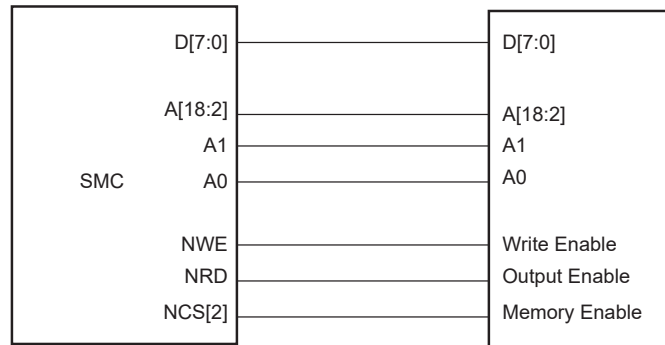 D[7:0] D[7:0]
A[18:2] A[18:2]
A1 A1
SMC A0 A0
NWE Write Enable
NRD Output Enable
NCS[2] Memory Enable